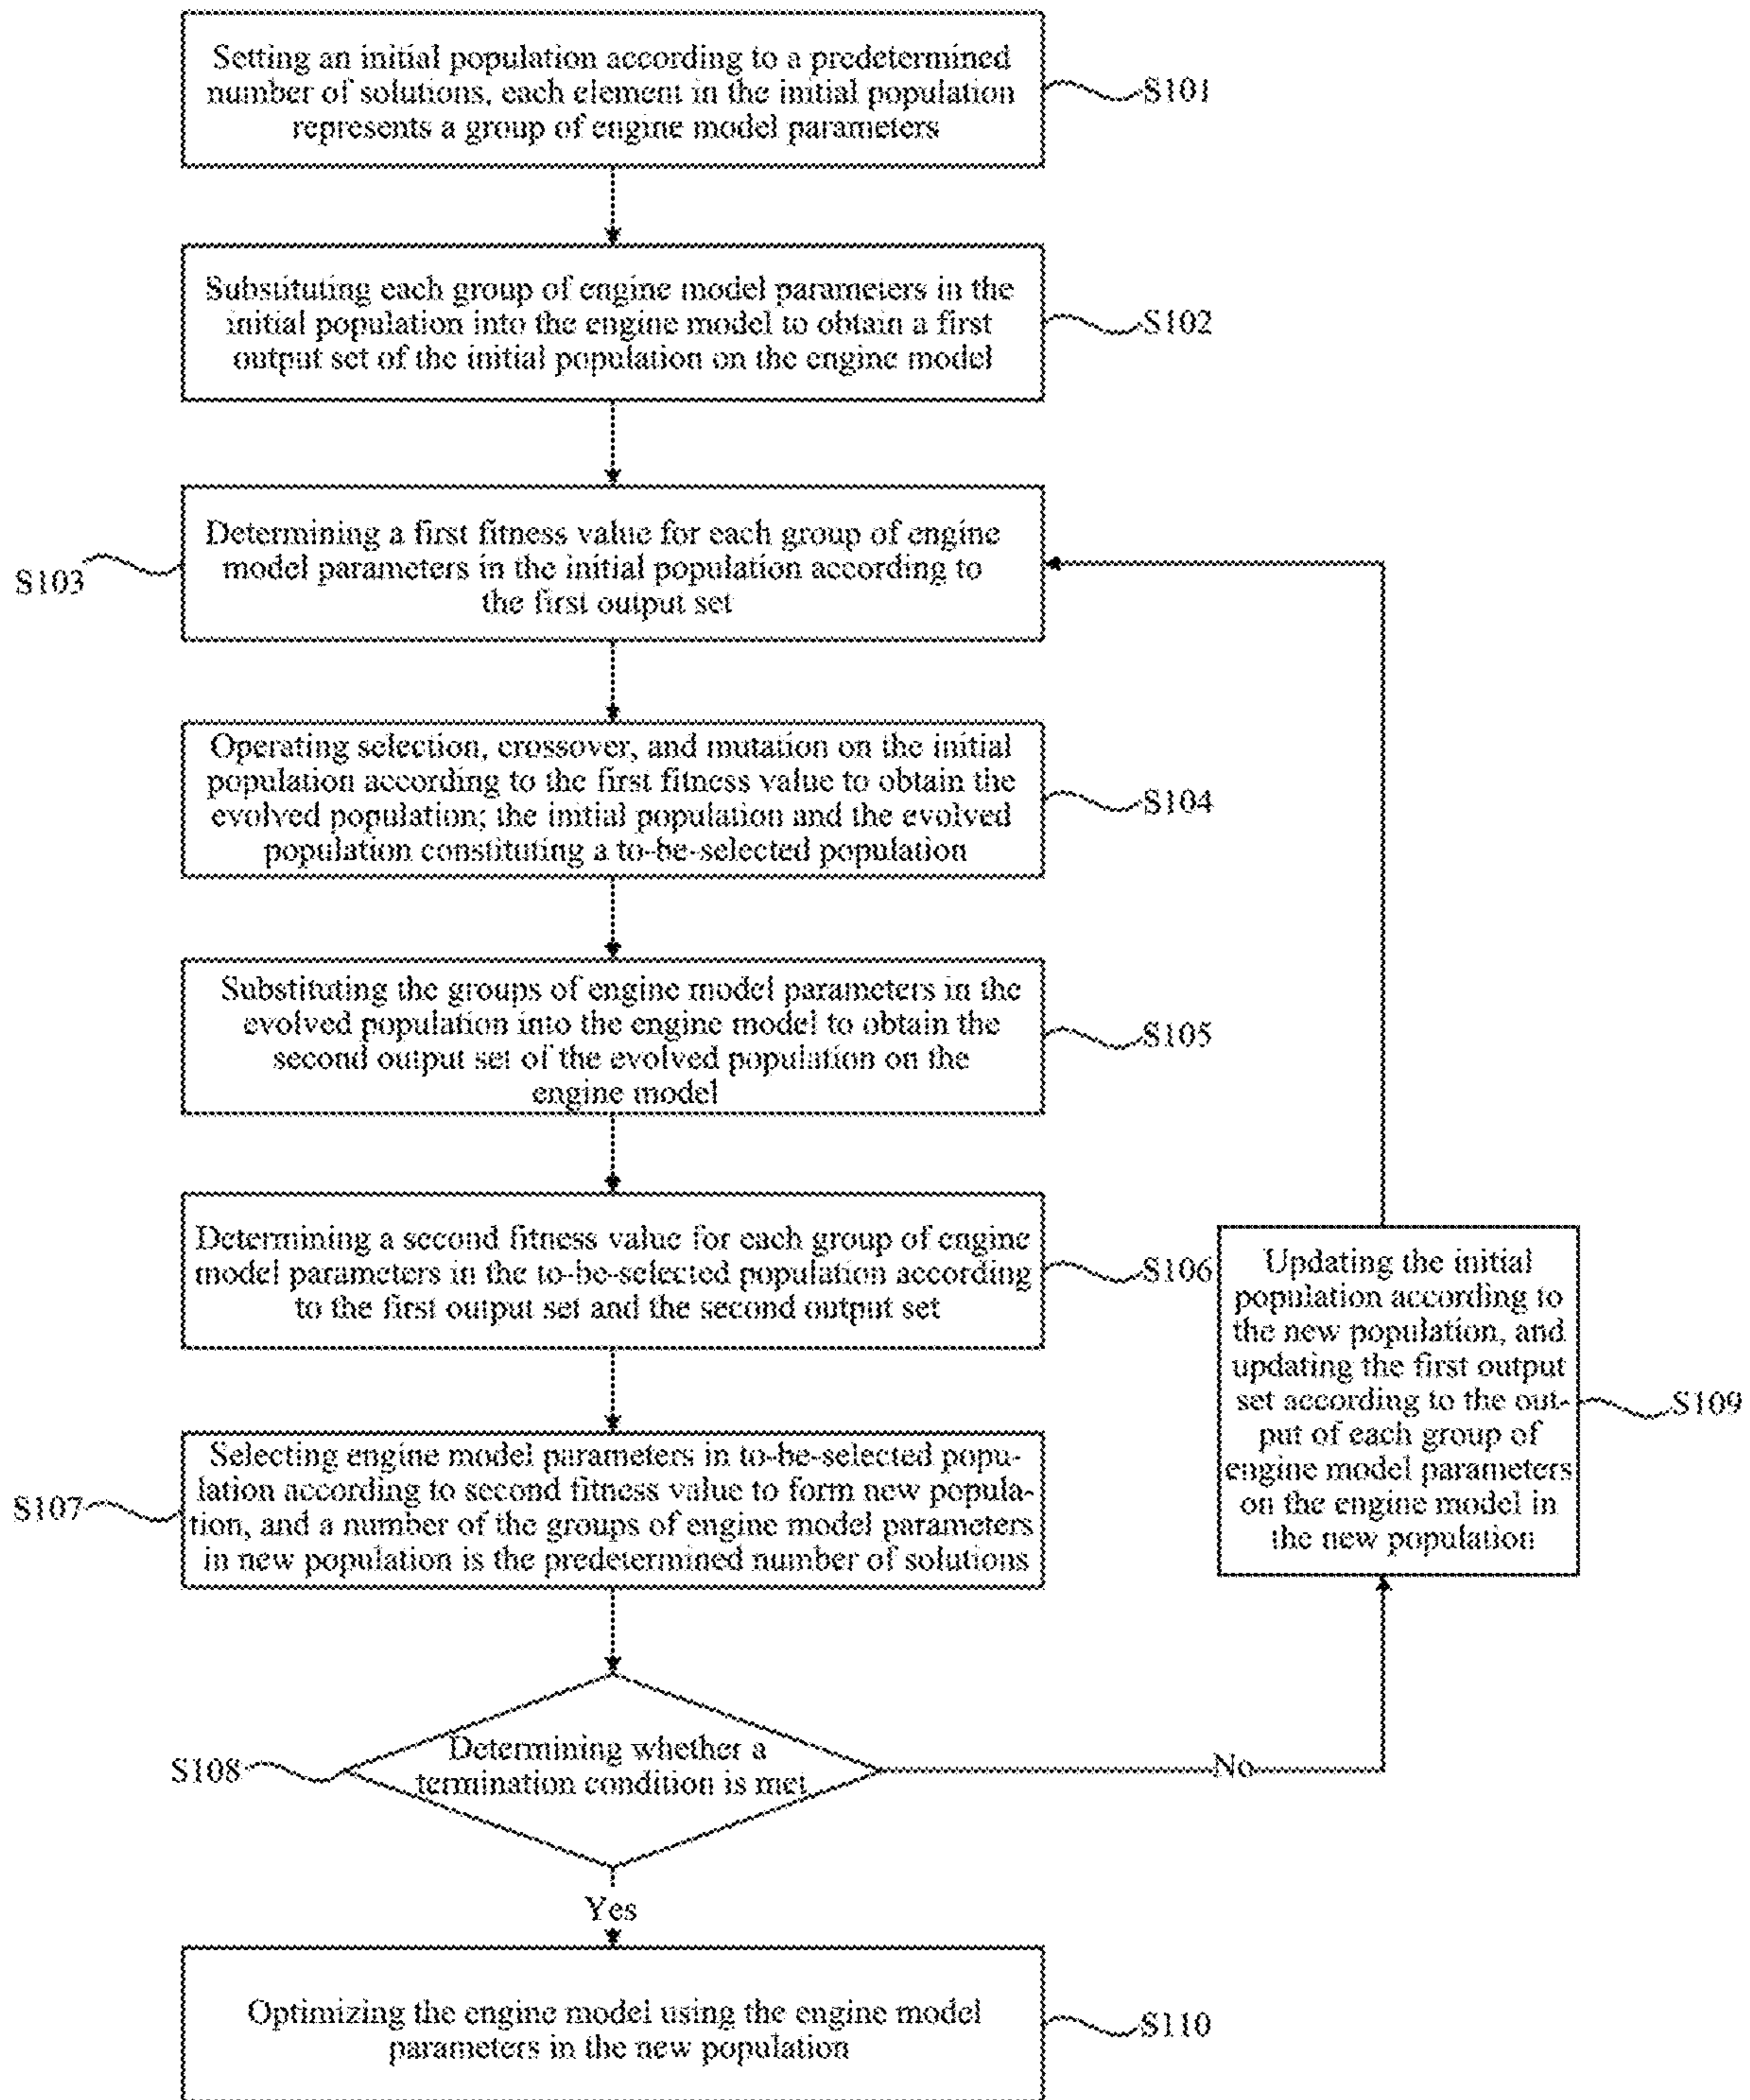 Setting an initial population according to a predetermined
number of solutions, each element in the initial population
represents a group of engine model parameters
S101
Substituting each group of engine model parameters in the
initial population into the engine model to obtain a first
output set of the initial population on the engine model
S102
Determining a first fitness value for each group of engine
model parameters in the initial population according to
the first output set
S103
Operating selection, crossover, and mutation on the initial
population according to the first fitness value to obtain the
evolved population; the initial population and the evolved
population constituting a to-be-selected population
S104
Substituting the groups of engine model parameters in the
evolved population into the engine model to obtain the
second output set of the evolved population on the
engine model
S105
Determining a second fitness value for each group of engine
model parameters in the to-be-selected population according
to the first output set and the second output set
S106
Updating the initial
population according to
the new population, and
updating the first output
set according to the out-
put of each group of
engine model parameters
on the engine model in
the new population
S109
Selecting engine model parameters in to-be-selected popu-
lation according to second fitness value to form new popula-
tion, and a number of the groups of engine model parameters
in new population is the predetermined number of solutions
S107
Determining whether a
termination condition is met
S108
No
Yes
Optimizing the engine model using the engine model
parameters in the new population
S110